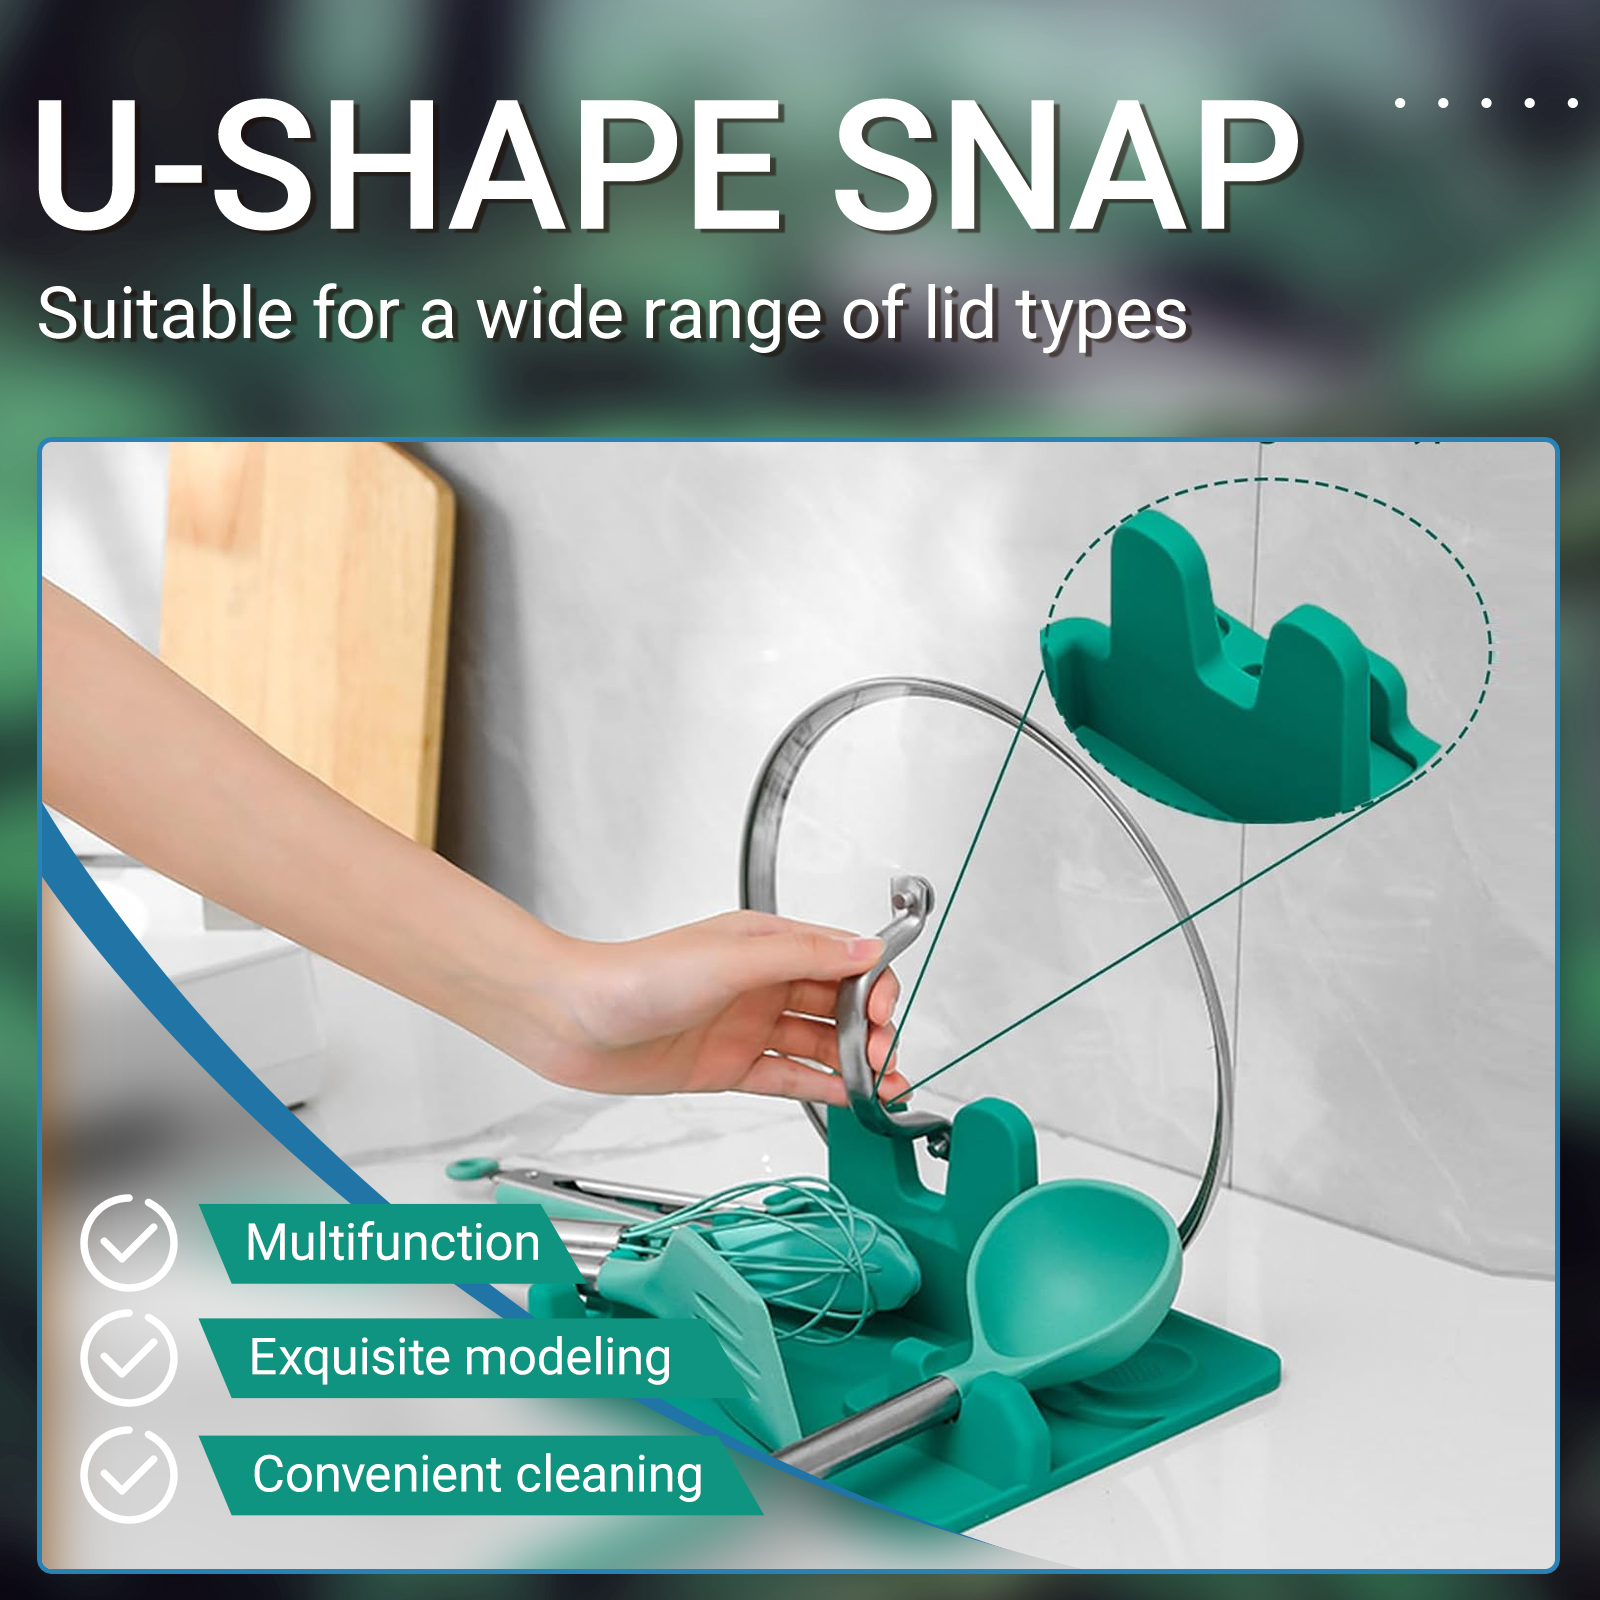 U-SHAPE SNAP
Suitable for a wide range of lid types
Multifunction
Exquisite modeling
Convenient cleaning